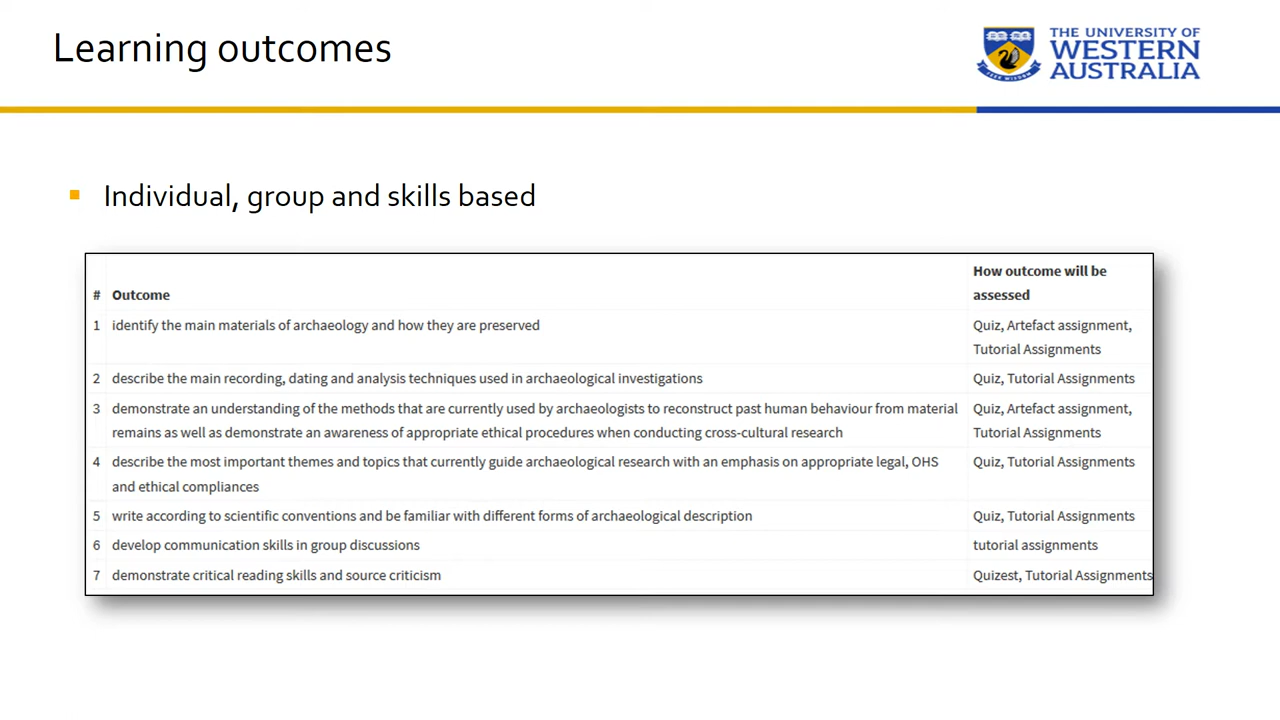 Learning outcomes
THE UNIVERSITY OF
WESTERN
AUSTRALIA
SEEK WISDOM
Individual, group and skills based
How outcome will be
# Outcome assessed
1 identify the main materials of archaeology and how they are preserved Quiz, Artefact assignment,
Tutorial Assignments
2 describe the main recording, dating and analysis techniques used in archaeological investigations Quiz, Tutorial Assignments
3 demonstrate an understanding of the methods that are currently used by archaeologists to reconstruct past human behaviour from material Quiz, Artefact assignment,
remains as well as demonstrate an awareness of appropriate ethical procedures when conducting cross-cultural research Tutorial Assignments
4 describe the most important themes and topics that currently guide archaeological research with an emphasis on appropriate legal, OHS Quiz, Tutorial Assignments
and ethical compliances
5 write according to scientific conventions and be familiar with different forms of archaeological description Quiz, Tutorial Assignments
6 develop communication skills in group discussions tutorial assignments
7 demonstrate critical reading skills and source criticism Quizest, Tutorial Assignments